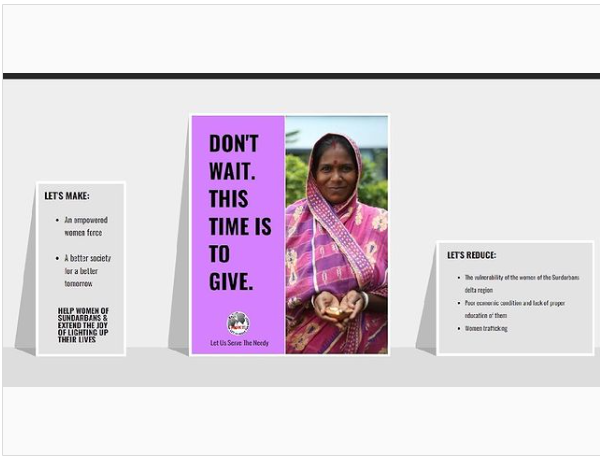 LET'S MAKE:
An empowered
women force
A better society
for a better
tomorrow
HELP WOMEN OF
SUNDARBANS &
EXTEND THE JOY
OF LIGHTING UP
THEIR LIVES
DON'T
WAIT.
THIS
TIME IS
TO
GIVE.
Let Us Serve The Needy
LET'S REDUCE:
The vulnerability of the women of the Sundarbans
delta region
Poor economic condition and lack of proper
education of them
Women trafficking